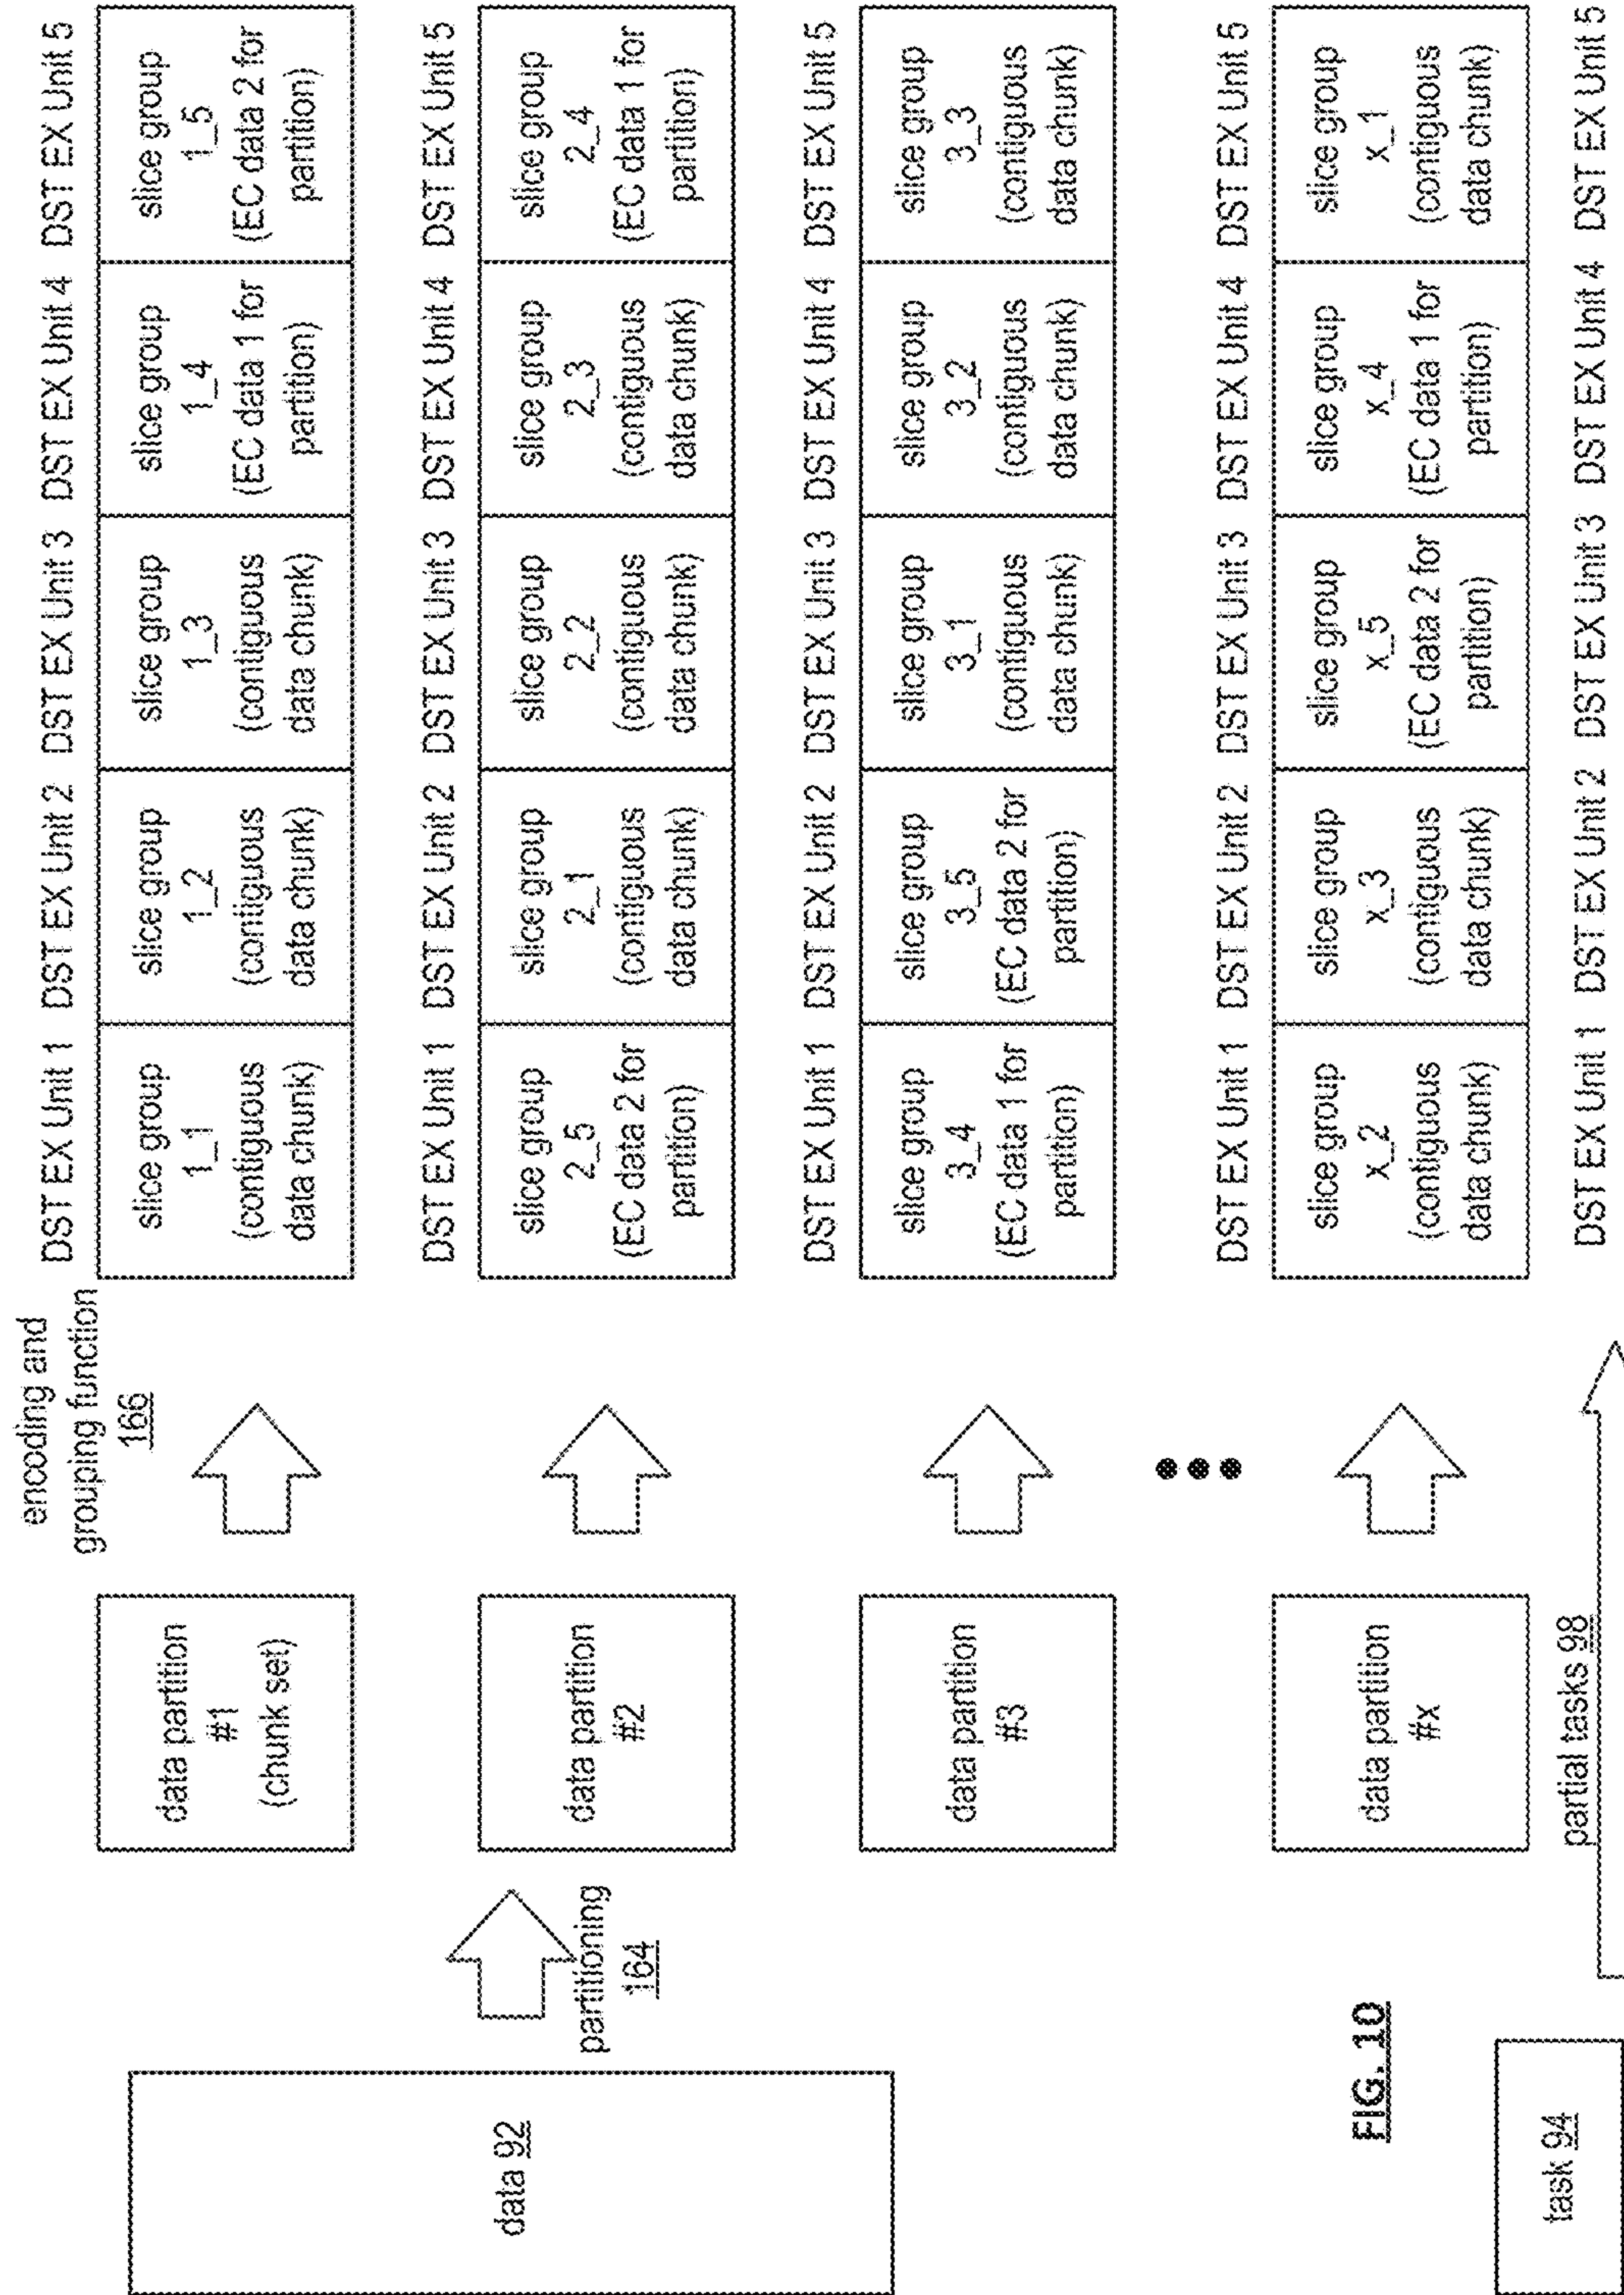 data 92
partitioning
164
data partition
#1
(chunk set)
data partition
#2
data partition
#3
data partition
#x
encoding and
grouping function
166
DST EX Unit 1 DST EX Unit 2 DST EX Unit 3 DST EX Unit 4 DST EX Unit 5
slice group
1_1
(contiguous
data chunk)
slice group
1_2
(contiguous
data chunk)
slice group
1_3
(contiguous
data chunk)
slice group
1_4
(EC data 1 for
partition)
slice group
1_5
(EC data 2 for
partition)
DST EX Unit 1 DST EX Unit 2 DST EX Unit 3 DST EX Unit 4 DST EX Unit 5
slice group
2_5
(EC data 2 for
partition)
slice group
2_1
(contiguous
data chunk)
slice group
2_2
(contiguous
data chunk)
slice group
2_3
(contiguous
data chunk)
slice group
2_4
(EC data 1 for
partition)
DST EX Unit 1 DST EX Unit 2 DST EX Unit 3 DST EX Unit 4 DST EX Unit 5
slice group
3_4
(EC data 1 for
partition)
slice group
3_5
(EC data 2 for
partition)
slice group
3_1
(contiguous
data chunk)
slice group
3_2
(contiguous
data chunk)
slice group
3_3
(contiguous
data chunk)
DST EX Unit 1 DST EX Unit 2 DST EX Unit 3 DST EX Unit 4 DST EX Unit 5
slice group
x_2
(contiguous
data chunk)
slice group
x_3
(contiguous
data chunk)
slice group
x_5
(EC data 2 for
partition)
slice group
x_4
(EC data 1 for
partition)
slice group
x_1
(contiguous
data chunk)
FIG. 10
task 94
partial tasks 98
DST EX Unit 1 DST EX Unit 2 DST EX Unit 3 DST EX Unit 4 DST EX Unit 5